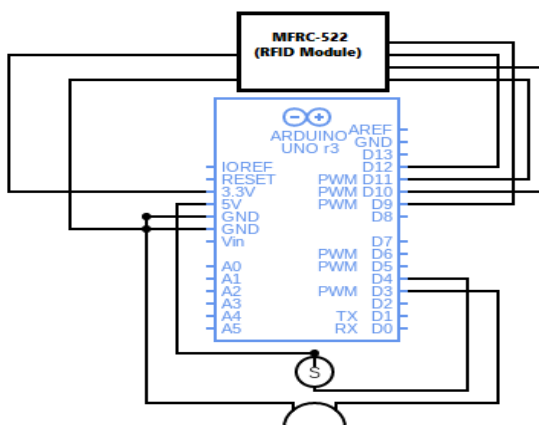 MFRC-522
(RFID Module)
ARDUINO
UNO r3
AREF
GND
D13
IOREF
D12
RESET
PWM D11
3.3V
PWM D10
5V
PWM D9
GND
D8
GND
Vin
D7
PWM D6
A0
PWM D5
A1
D4
A2
PWM D3
A3
D2
A4
TX D1
A5
RX D0
S